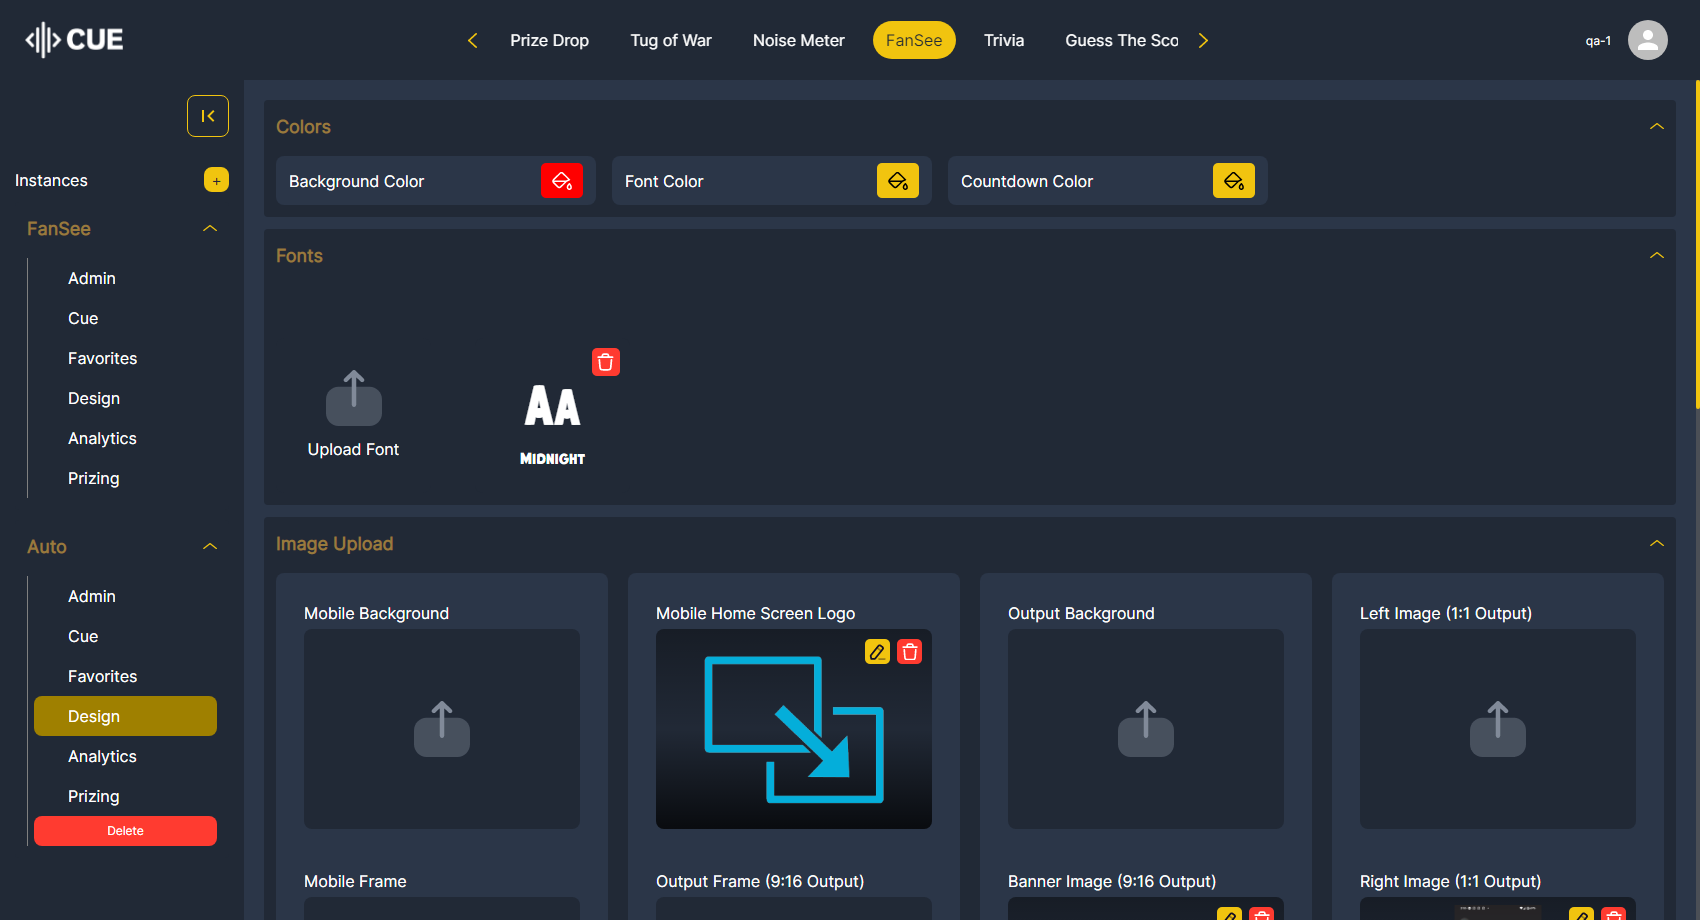 CUE
Prize Drop
Tug of War
Noise Meter
FanSee
Trivia
Guess The Sco
qa-1
Instances
+
FanSee
Admin
Cue
Favorites
Design
Analytics
Prizing
Auto
Admin
Cue
Favorites
Design
Analytics
Prizing
Delete
Colors
Background Color
Font Color
Countdown Color
Fonts
Upload Font
AA
MIDNIGHT
Image Upload
Mobile Background
Mobile Home Screen Logo
Output Background
Left Image (1:1 Output)
Mobile Frame
Output Frame (9:16 Output)
Banner Image (9:16 Output)
Right Image (1:1 Output)